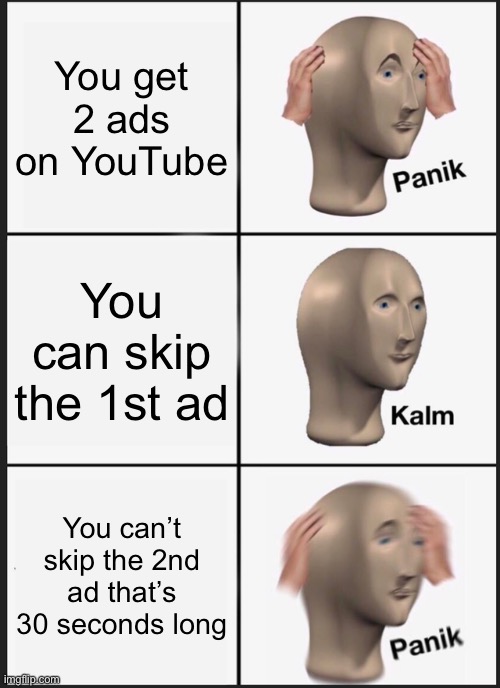 You get
2 ads
on YouTube
Panik
You
can skip
the 1st ad
Kalm
You can’t
skip the 2nd
ad that’s
30 seconds long
Panik
imgflip.com